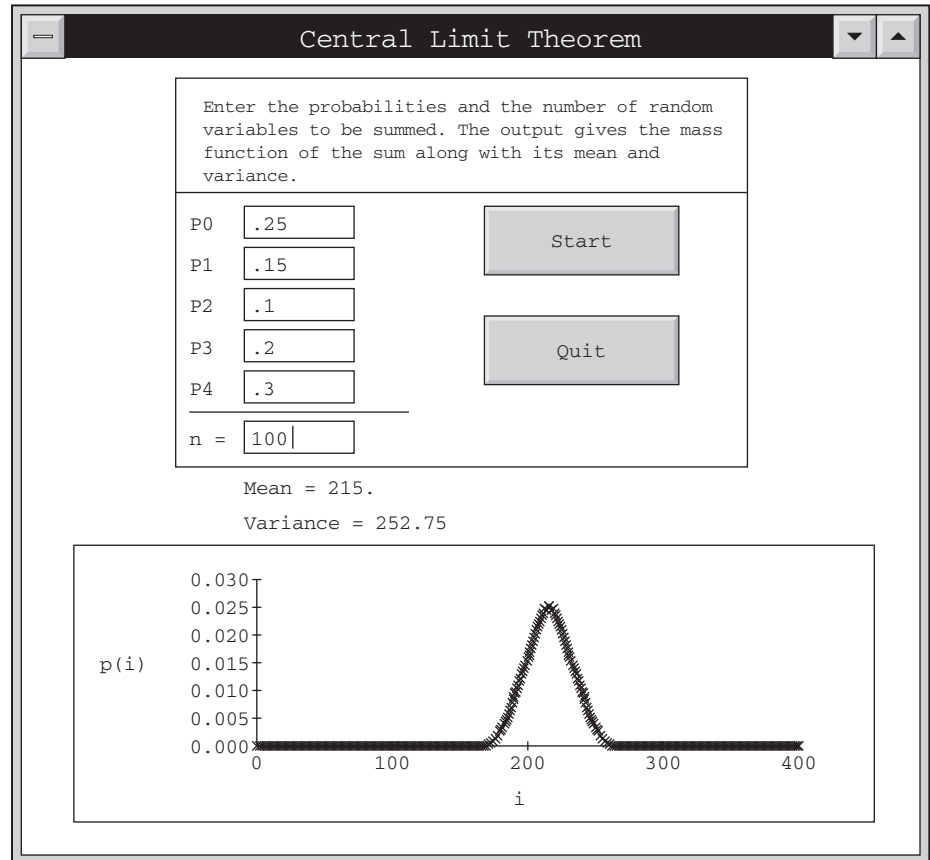 Central Limit Theorem
Enter the probabilities and the number of random
variables to be summed. The output gives the mass
function of the sum along with its mean and
variance.
P0 .25
Start
P1 .15
P2 .1
P3 .2
Quit
P4 .3
n = 100
Mean = 215.
Variance = 252.75
0.030
0.025
0.020
p(i) 0.015
0.010
0.005
0.000
0 100 200 300 400
i